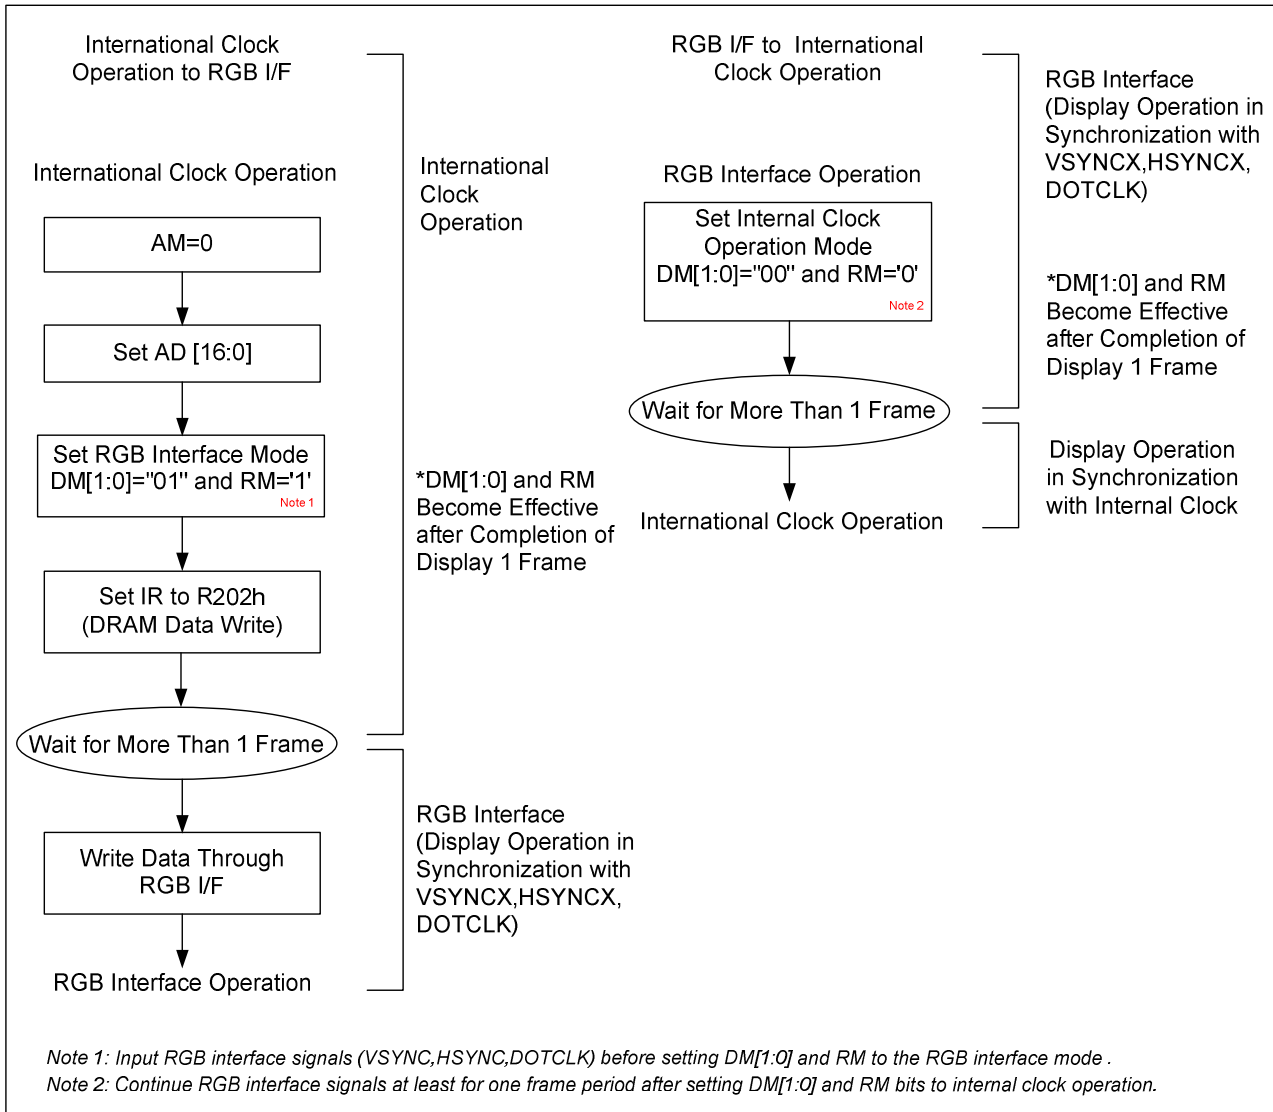 International Clock
Operation to RGB I/F
International Clock Operation
AM=0
Set AD [16:0]
Set RGB Interface Mode
DM[1:0]="01" and RM='1'
Note 1
Set IR to R202h
(DRAM Data Write)
Wait for More Than 1 Frame
Write Data Through
RGB I/F
RGB Interface Operation
International
Clock
Operation
*DM[1:0] and RM
Become Effective
after Completion of
Display 1 Frame
RGB Interface
(Display Operation in
Synchronization with
VSYNCX,HSYNCX,
DOTCLK)
RGB I/F to International
Clock Operation
RGB Interface Operation
Set Internal Clock
Operation Mode
DM[1:0]="00" and RM='0'
Note 2
Wait for More Than 1 Frame
International Clock Operation
RGB Interface
(Display Operation in
Synchronization with
VSYNCX,HSYNCX,
DOTCLK)
*DM[1:0] and RM
Become Effective
after Completion of
Display 1 Frame
Display Operation
in Synchronization
with Internal Clock
Note 1: Input RGB interface signals (VSYNC,HSYNC,DOTCLK) before setting DM[1:0] and RM to the RGB interface mode .
Note 2: Continue RGB interface signals at least for one frame period after setting DM[1:0] and RM bits to internal clock operation.